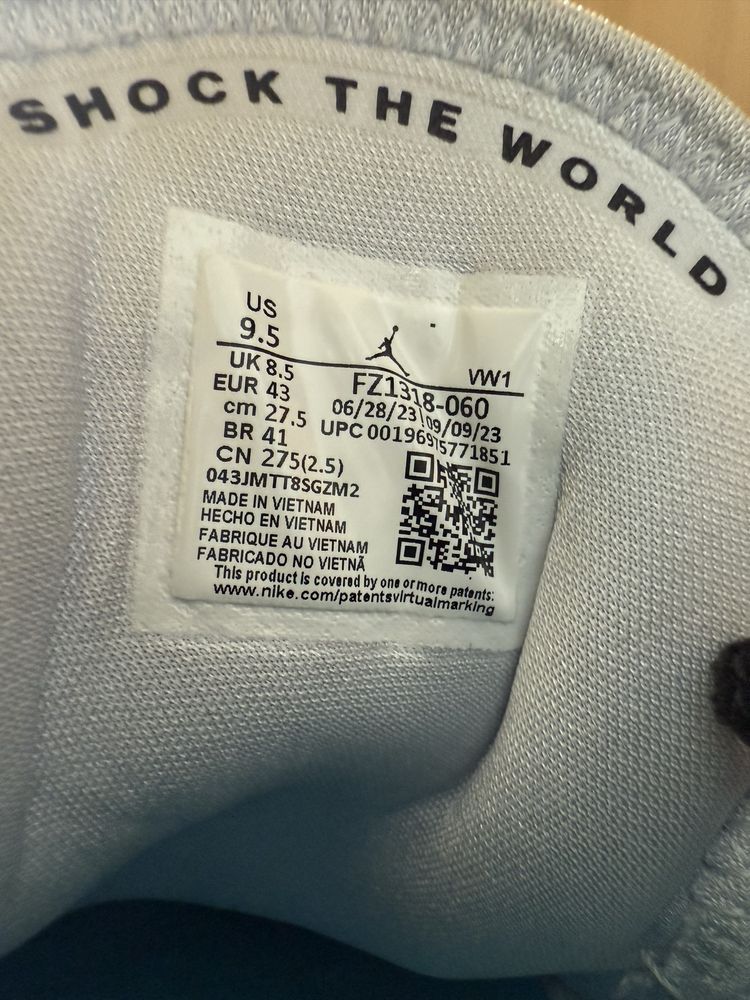 SHOCK THE WORLD
US
9.5
VW1
UK 8.5
EUR 43
cm 27.5
BR 41
CN 275(2.5)
FZ1318-060
06/28/23 09/09/23
UPC 00196975771851
043JMTT8SGZM2
MADE IN VIETNAM
HECHO EN VIETNAM
FABRIQUE AU VIETNAM
FABRICADO NO VIETNÃ
This product is covered by one or more patents:
www.nike.com/patentsvirtualmarking